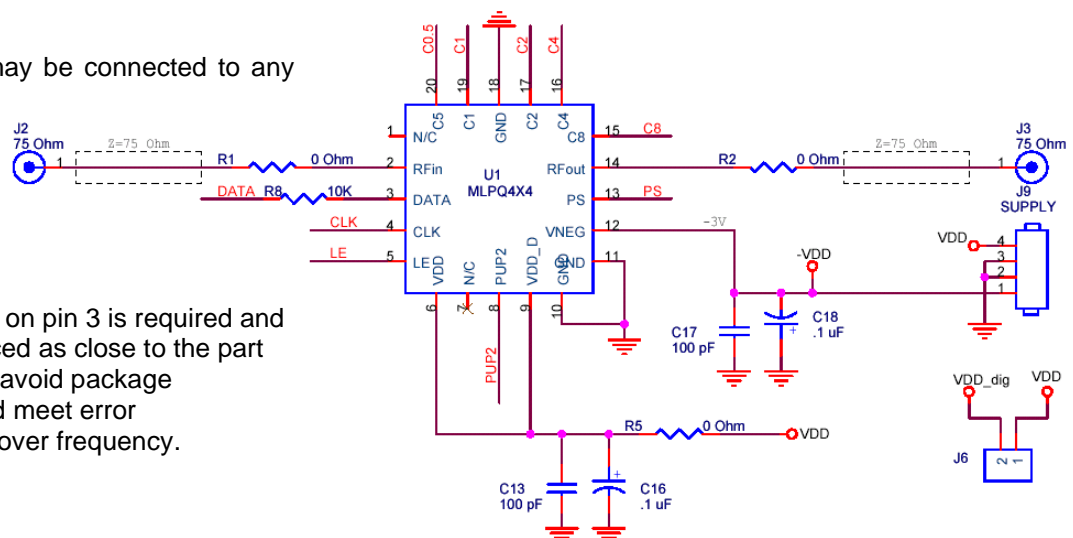 may be connected to any
on pin 3 is required and
ced as close to the part
avoid package
d meet error
over frequency.
C0.5
C1
C2
C4
20
19
18
17
16
C5
C1
GND
C2
C4
J2
75 Ohm
1
Z=75 Ohm
R1
0 Ohm
DATA
R8
10K
CLK
LE
1
2
3
4
5
N/C
RFin
DATA
CLK
LE
U1
MLPQ4X4
C8
RFout
PS
VNEG
GND
15
14
13
12
11
C8
PS
-3V
R2
0 Ohm
Z=75 Ohm
1
J3
75 Ohm
J9
SUPPLY
VDD
4
3
2
1
-VDD
VDD
N/C
PUP2
VDD_D
GND
6
7
8
9
10
PUP2
C17
100 pF
C18
+
.1 uF
VDD_dig
VDD
J6
2
1
R5
0 Ohm
VDD
C13
100 pF
C16
+
.1 uF